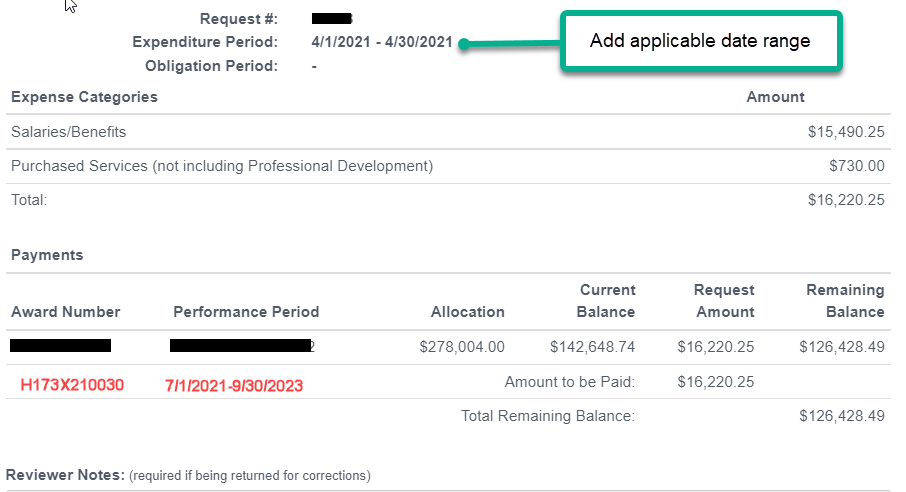 Request #:
Expenditure Period: 4/1/2021 - 4/30/2021 Add applicable date range
Obligation Period: -
Expense Categories Amount
Salaries/Benefits $15,490.25
Purchased Services (not including Professional Development) $730.00
Total: $16,220.25
Payments
Award Number Performance Period Allocation Current Balance Request Amount Remaining Balance
$278,004.00 $142,648.74 $16,220.25 $126,428.49
H173X210030 7/1/2021-9/30/2023 Amount to be Paid: $16,220.25
Total Remaining Balance: $126,428.49
Reviewer Notes: (required if being returned for corrections)